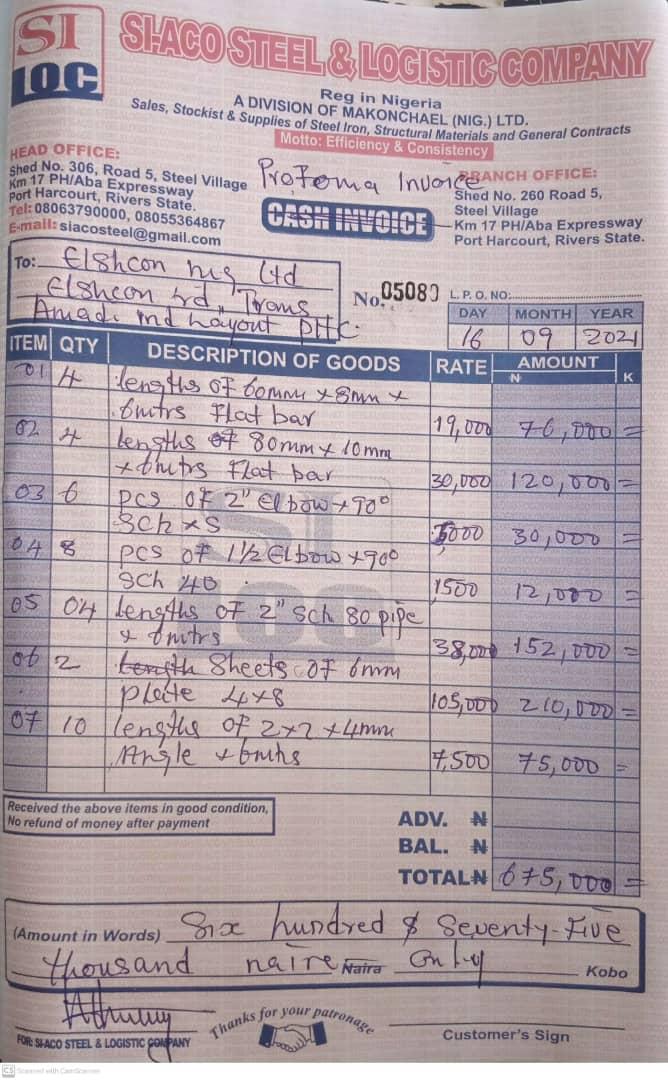 SI
LOC
SI-ACO STEEL & LOGISTIC COMPANY
Reg in Nigeria
A DIVISION OF MAKONCHAEL (NIG.) LTD.
Sales, Stockist & Supplies of Steel Iron, Structural Materials and General Contracts
Motto: Efficiency & Consistency
HEAD OFFICE:
Shed No. 306, Road 5, Steel Village
Km 17 PH/Aba Expressway
Port Harcourt, Rivers State.
Tel: 08063790000, 08055364867
E-mail: siacosteel@gmail.com
Profoma Invoice
CASH INVOICE
BRANCH OFFICE:
Shed No. 260 Road 5,
Steel Village
Km 17 PH/Aba Expressway
Port Harcourt, Rivers State.
To: Elshcon nig Ltd
Elshcon rd, Trans
Amadi ind Layout PHC.
No. 05080
L.P.O. NO:
DAY MONTH YEAR
16 09 2021
ITEM QTY DESCRIPTION OF GOODS RATE AMOUNT
N K
01 4 lengths of 60mm x 8mm x
6mtrs Flat bar 19,000 76,000 =
02 4 lengths of 80mm x 10mm
x 6mtrs Flat bar 30,000 120,000 =
03 6 pcs of 2" Elbow x 90°
Sch xS 5000 30,000 =
04 8 pcs of 1½ Elbow x 90°
Sch 40 1500 12,000 =
05 04 lengths of 2" Sch 80 pipe
x 6mtrs 38,000 152,000 =
06 2 Length Sheets of 6mm
plate 4x8 105,000 210,000 =
07 10 lengths of 2x2 x 4mm
Angle x 6mtrs 7,500 75,000 =
Received the above items in good condition,
No refund of money after payment
ADV. ₦
BAL. ₦
TOTAL ₦ 675,000 =
(Amount in Words) Six hundred & Seventy-Five
thousand naire Naira Only Kobo
FOR: SI-ACO STEEL & LOGISTIC COMPANY
Thanks for your patronage
Customer's Sign
CS Scanned with CamScanner